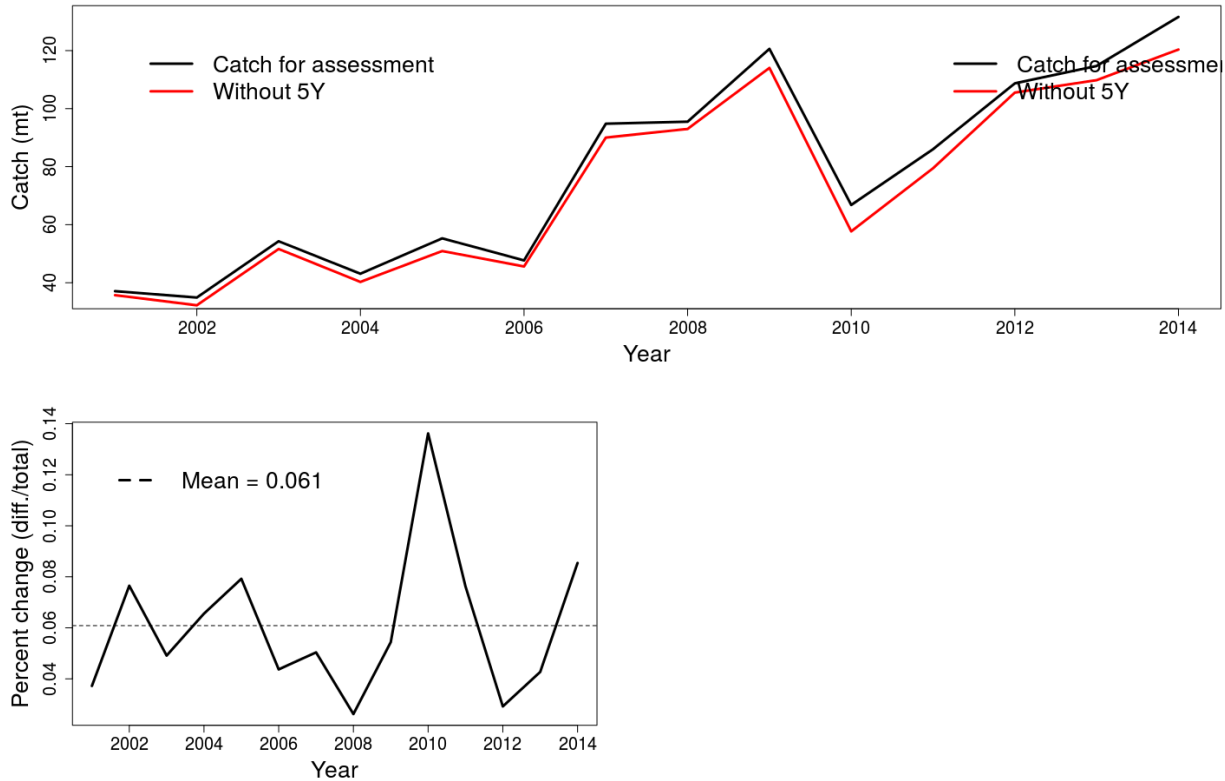 Catch (mt)
120
100
80
60
40
Catch for assessment
Without 5Y
Catch for assessme
Without 5Y
2002 2004 2006 2008 2010 2012 2014
Year
Percent change (diff./total)
0.14
0.12
0.10
0.08
0.06
0.04
Mean = 0.061
2002 2004 2006 2008 2010 2012 2014
Year